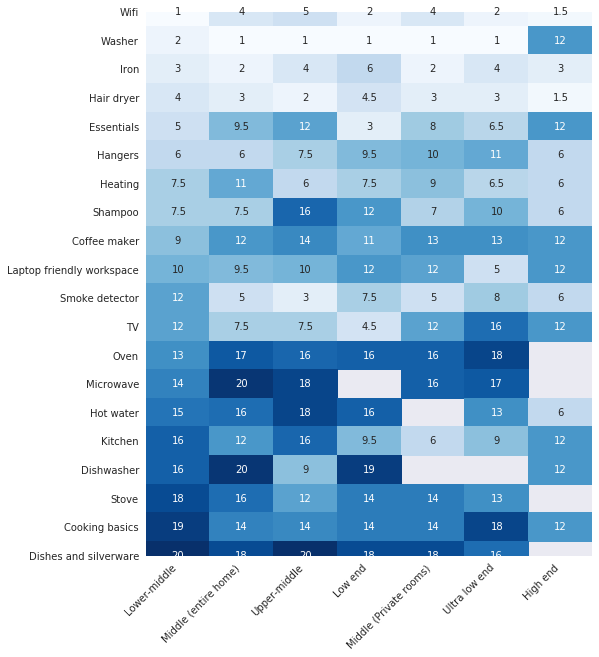 Wifi 1 4 5 2 4 2 1.5
Washer 2 1 1 1 1 1 12
Iron 3 2 4 6 2 4 3
Hair dryer 4 3 2 4.5 3 3 1.5
Essentials 5 9.5 12 3 8 6.5 12
Hangers 6 6 7.5 9.5 10 11 6
Heating 7.5 11 6 7.5 9 6.5 6
Shampoo 7.5 7.5 16 12 7 10 6
Coffee maker 9 12 14 11 13 13 12
Laptop friendly workspace 10 9.5 10 12 12 5 12
Smoke detector 12 5 3 7.5 5 8 6
TV 12 7.5 7.5 4.5 12 16 12
Oven 13 17 16 16 16 18
Microwave 14 20 18 16 17
Hot water 15 16 18 16 13 6
Kitchen 16 12 16 9.5 6 9 12
Dishwasher 16 20 9 19 12
Stove 18 16 12 14 14 13
Cooking basics 19 14 14 14 14 18 12
Dishes and silverware 20 18 20 18 18 16
Lower-middle
Middle (entire home)
Upper-middle
Low end
Middle (Private rooms)
Ultra low end
High end